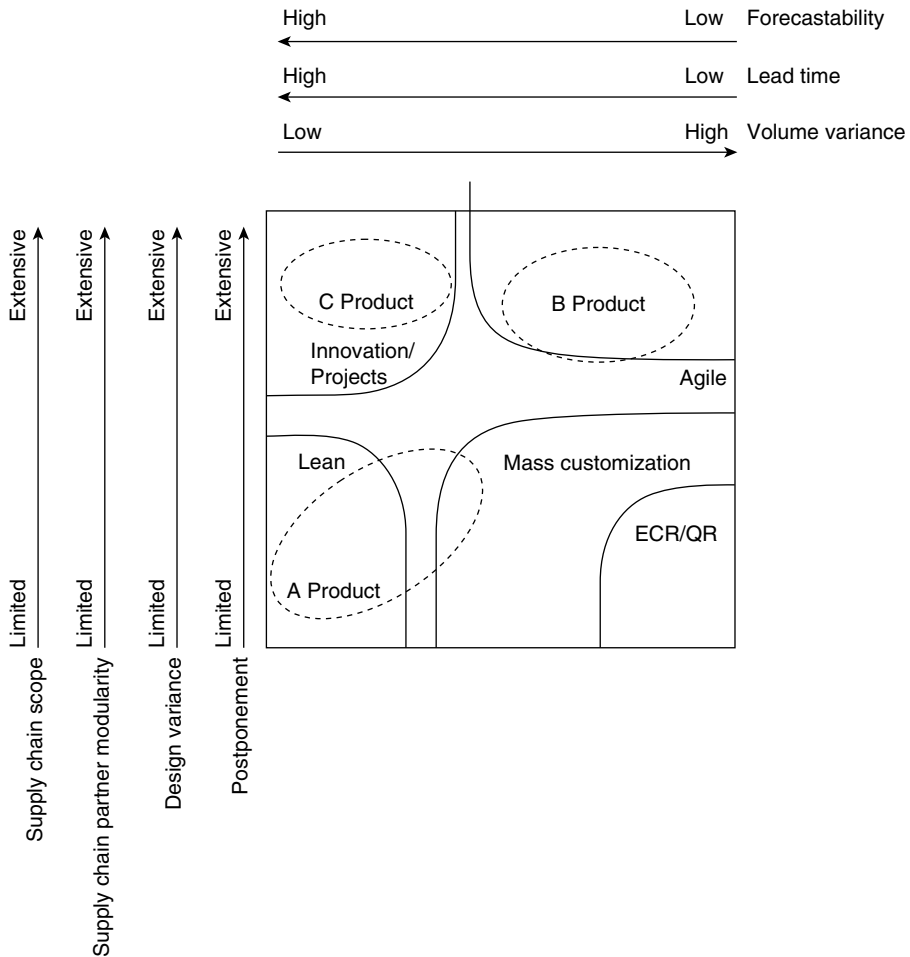 High Low Forecastability
High Low Lead time
Low High Volume variance
Extensive Extensive Extensive Extensive
C Product
B Product
Innovation/
Projects
Agile
Lean
Mass customization
ECR/QR
A Product
Limited Limited Limited Limited
Supply chain scope
Supply chain partner modularity
Design variance
Postponement